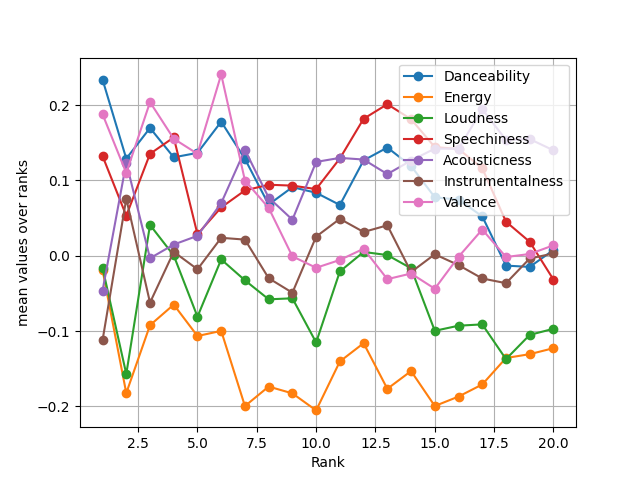 mean values over ranks
0.2
0.1
0.0
−0.1
−0.2
2.5 5.0 7.5 10.0 12.5 15.0 17.5 20.0
Rank
Danceability
Energy
Loudness
Speechiness
Acousticness
Instrumentalness
Valence